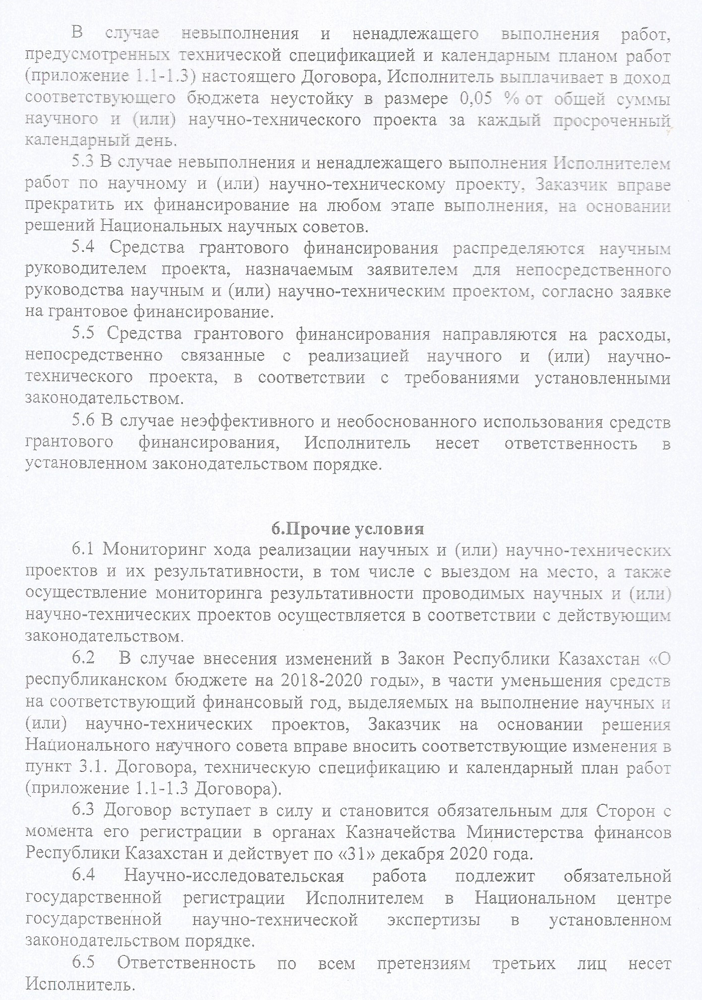 В случае невыполнения и ненадлежащего выполнения работ,
предусмотренных технической спецификацией и календарным планом работ
(приложение 1.1-1.3) настоящего Договора, Исполнитель выплачивает в доход
соответствующего бюджета неустойку в размере 0,05 % от общей суммы
научного и (или) научно-технического проекта за каждый просроченный
календарный день.
5.3 В случае невыполнения и ненадлежащего выполнения Исполнителем
работ по научному и (или) научно-техническому проекту, Заказчик вправе
прекратить их финансирование на любом этапе выполнения, на основании
решений Национальных научных советов.
5.4 Средства грантового финансирования распределяются научным
руководителем проекта, назначаемым заявителем для непосредственного
руководства научным и (или) научно-техническим проектом, согласно заявке
на грантовое финансирование.
5.5 Средства грантового финансирования направляются на расходы,
непосредственно связанные с реализацией научного и (или) научно-
технического проекта, в соответствии с требованиями установленными
законодательством.
5.6 В случае неэффективного и необоснованного использования средств
грантового финансирования, Исполнитель несет ответственность в
установленном законодательством порядке.
6.Прочие условия
6.1 Мониторинг хода реализации научных и (или) научно-технических
проектов и их результативности, в том числе с выездом на место, а также
осуществление мониторинга результативности проводимых научных и (или)
научно-технических проектов осуществляется в соответствии с действующим
законодательством.
6.2 В случае внесения изменений в Закон Республики Казахстан «О
республиканском бюджете на 2018-2020 годы», в части уменьшения средств
на соответствующий финансовый год, выделяемых на выполнение научных и
(или) научно-технических проектов, Заказчик на основании решения
Национального научного совета вправе вносить соответствующие изменения в
пункт 3.1. Договора, техническую спецификацию и календарный план работ
(приложение 1.1-1.3 Договора).
6.3 Договор вступает в силу и становится обязательным для Сторон с
момента его регистрации в органах Казначейства Министерства финансов
Республики Казахстан и действует по «31» декабря 2020 года.
6.4 Научно-исследовательская работа подлежит обязательной
государственной регистрации Исполнителем в Национальном центре
государственной научно-технической экспертизы в установленном
законодательством порядке.
6.5 Ответственность по всем претензиям третьих лиц несет
Исполнитель.